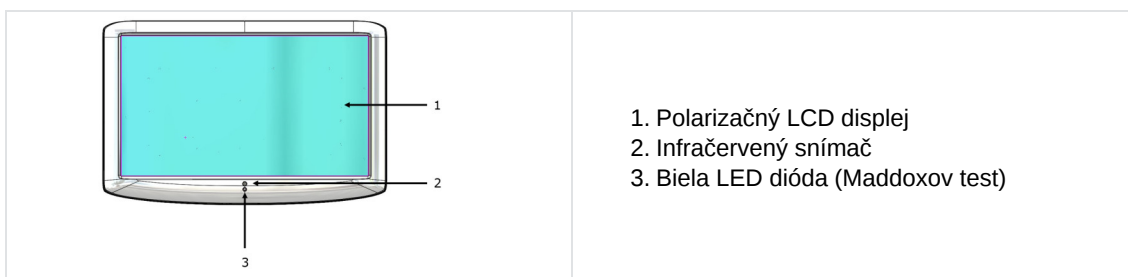 1
2
3
1. Polarizačný LCD displej
2. Infračervený snímač
3. Biela LED dióda (Maddoxov test)